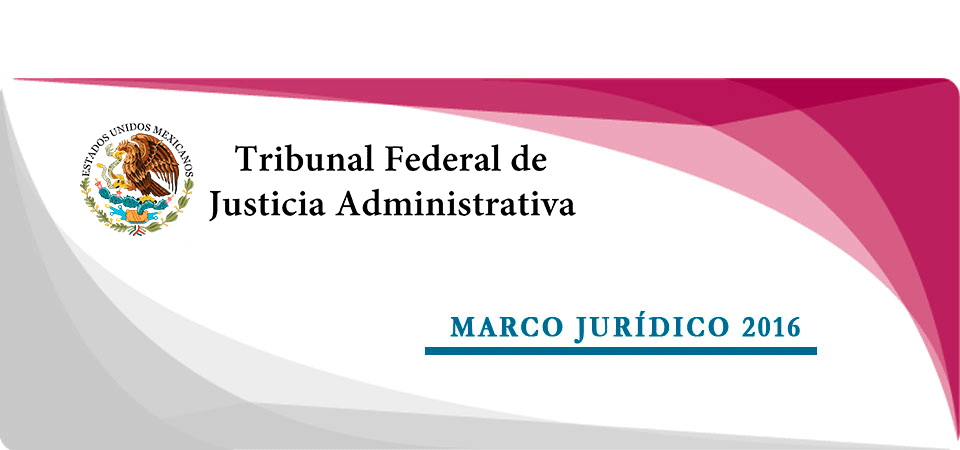 ESTADOS UNIDOS MEXICANOS
Tribunal Federal de
Justicia Administrativa
MARCO JURÍDICO 2016